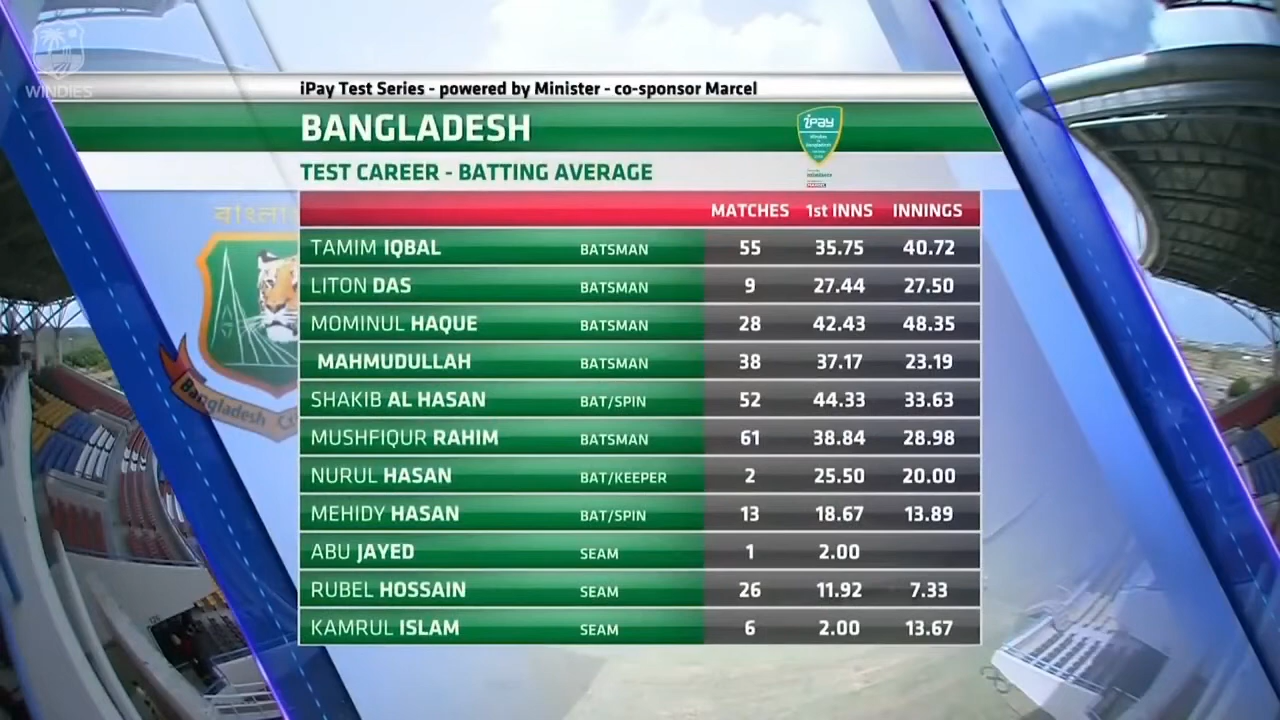 WINDIES
iPay Test Series - powered by Minister - co-sponsor Marcel
BANGLADESH
iPay
TEST CAREER - BATTING AVERAGE
বাংলা
MATCHES 1st INNS INNINGS
TAMIM IQBAL BATSMAN 55 35.75 40.72
LITON DAS BATSMAN 9 27.44 27.50
MOMINUL HAQUE BATSMAN 28 42.43 48.35
MAHMUDULLAH BATSMAN 38 37.17 23.19
SHAKIB AL HASAN BAT/SPIN 52 44.33 33.63
Bangladesh
MUSHFIQUR RAHIM BATSMAN 61 38.84 28.98
NURUL HASAN BAT/KEEPER 2 25.50 20.00
MEHIDY HASAN BAT/SPIN 13 18.67 13.89
ABU JAYED SEAM 1 2.00
RUBEL HOSSAIN SEAM 26 11.92 7.33
KAMRUL ISLAM SEAM 6 2.00 13.67